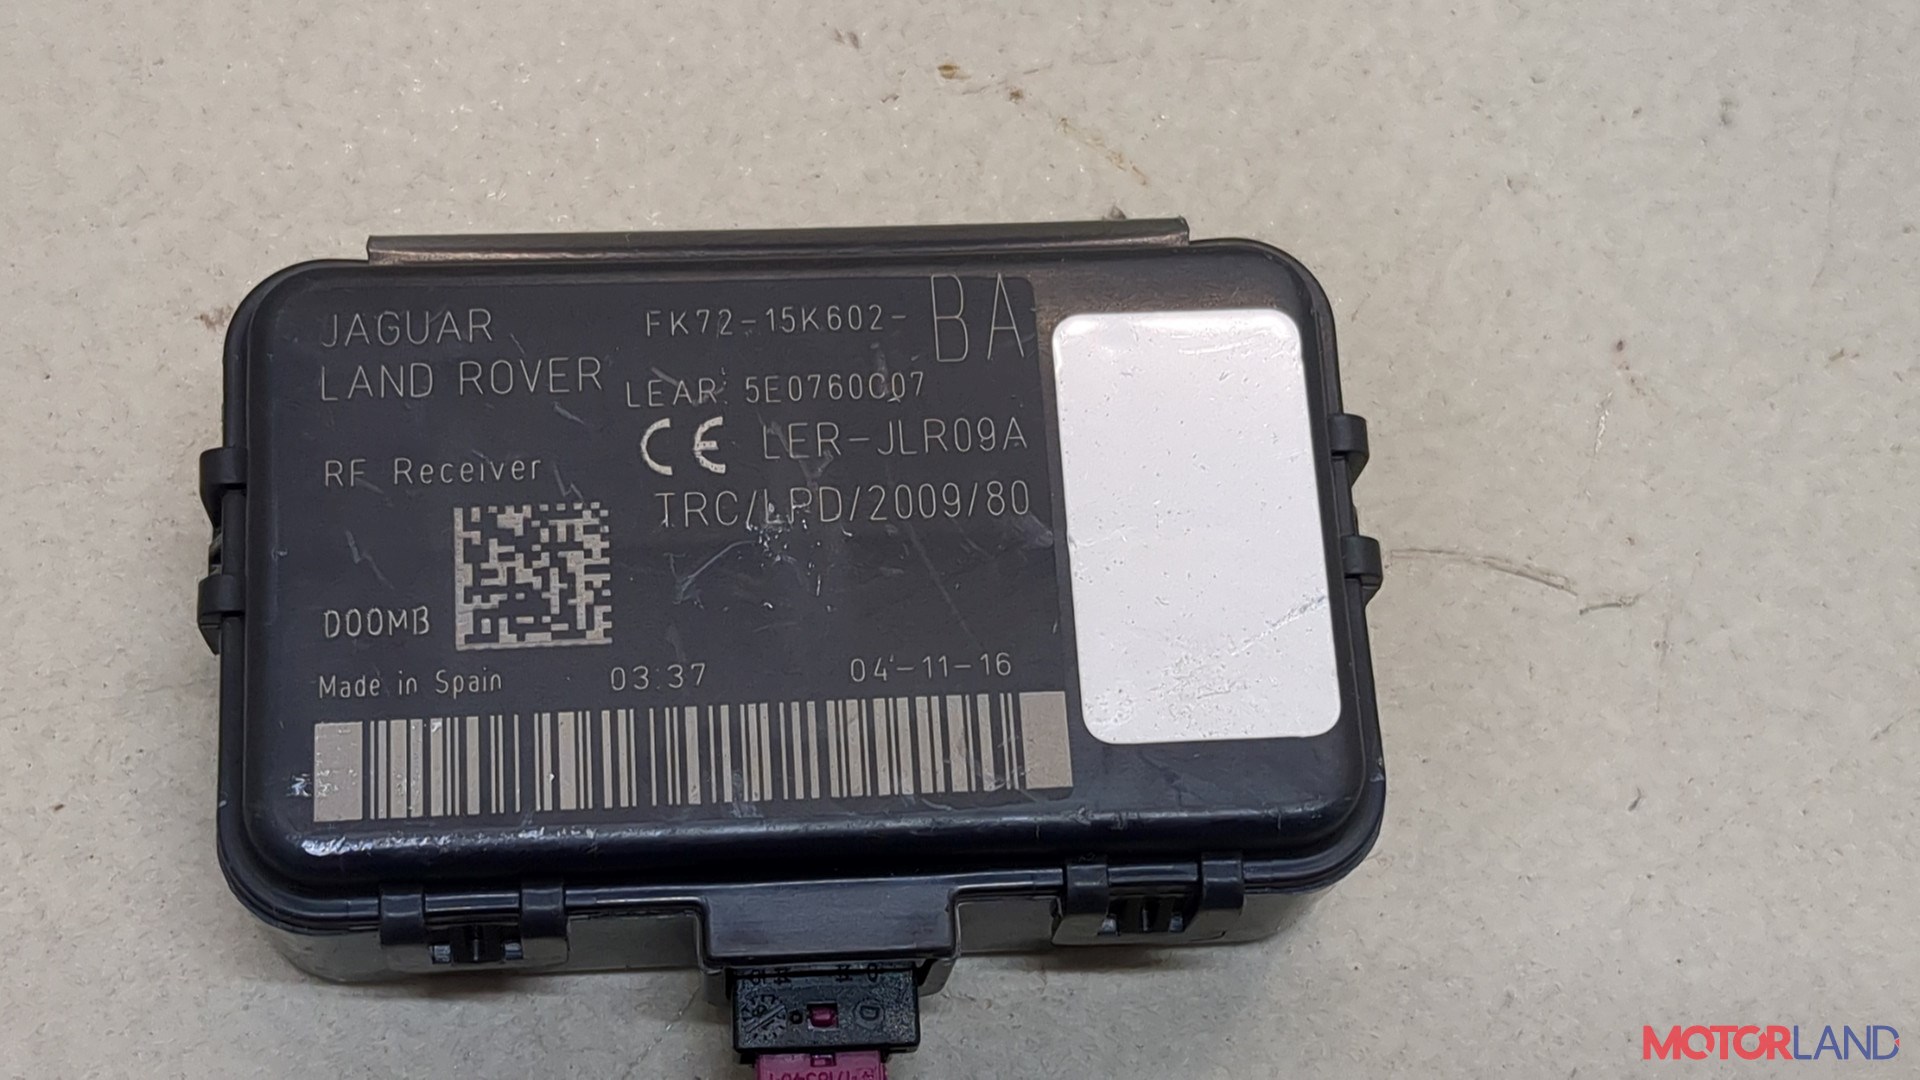 JAGUAR
LAND ROVER
FK72-15K602-BA
LEAR: 5E0760C07
CE LER-JLR09A
TRC/LPD/2009/80
RF Receiver
D00MB
Made in Spain
03:37
04-11-16
MOTORLAND